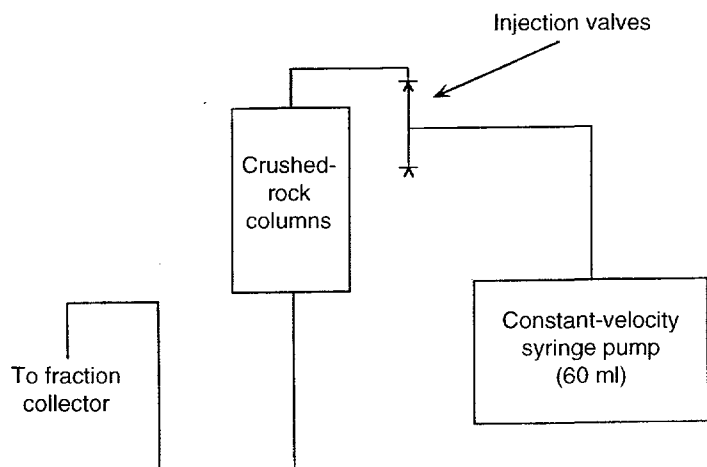 Injection valves
Crushed-
rock
columns
Constant-velocity
syringe pump
(60 ml)
To fraction
collector